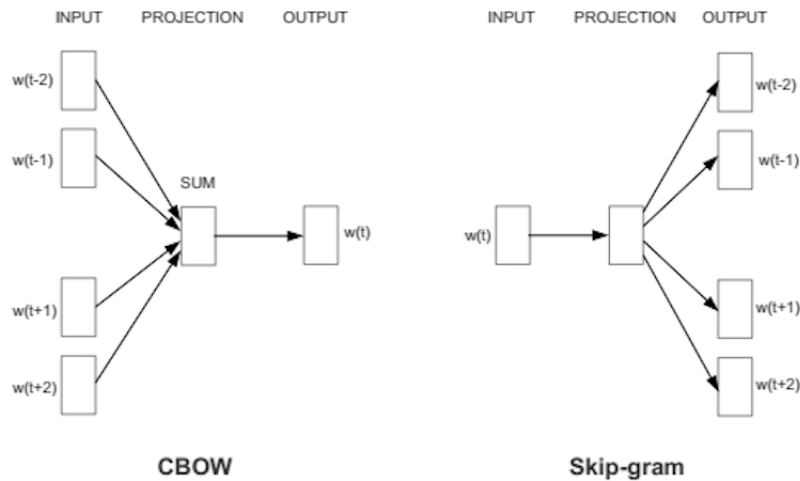 INPUT PROJECTION OUTPUT
w(t-2)
w(t-1)
SUM
w(t)
w(t+1)
w(t+2)
CBOW
INPUT PROJECTION OUTPUT
w(t-2)
w(t-1)
w(t)
w(t+1)
w(t+2)
Skip-gram